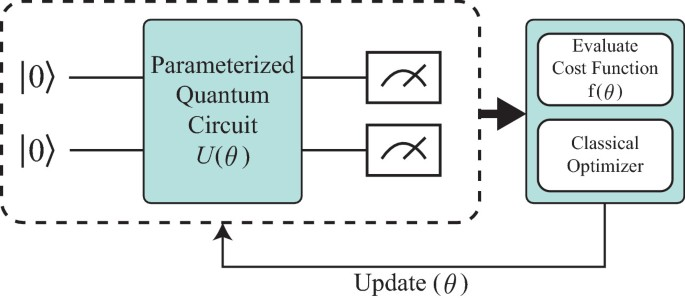 |0⟩
|0⟩
Parameterized
Quantum
Circuit
U(θ)
Evaluate
Cost Function
f(θ)
Classical
Optimizer
Update (θ)